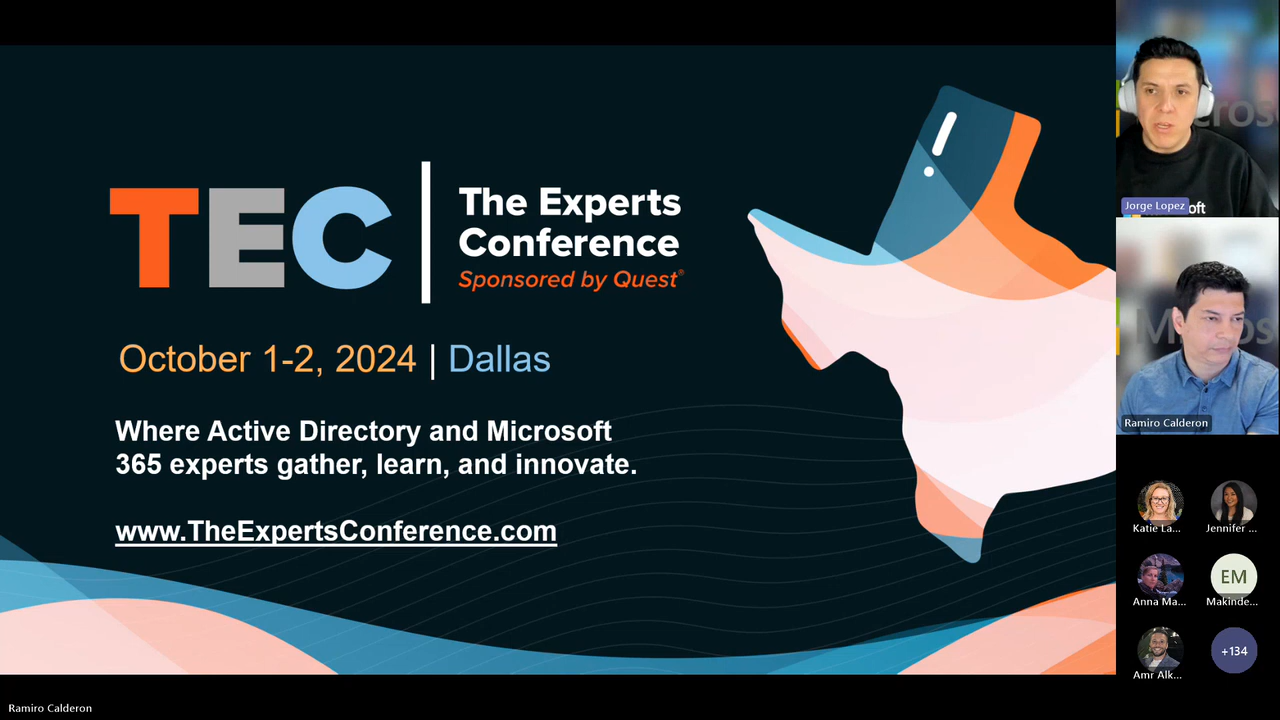 TEC
The Experts
Conference
Sponsored by Quest®
October 1-2, 2024 | Dallas
Where Active Directory and Microsoft
365 experts gather, learn, and innovate.
www.TheExpertsConference.com
Jorge Lopez
Ramiro Calderon
Katie La...
Jennifer ...
Anna Ma...
EM
Makinde...
Amr Alk...
+134
Ramiro Calderon